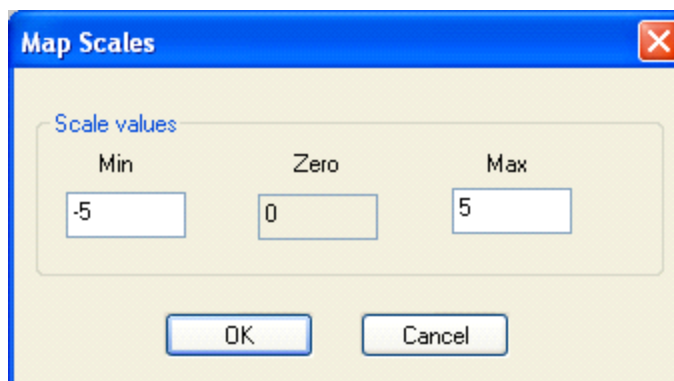 Map Scales
Scale values
Min Zero Max
-5 0 5
OK Cancel